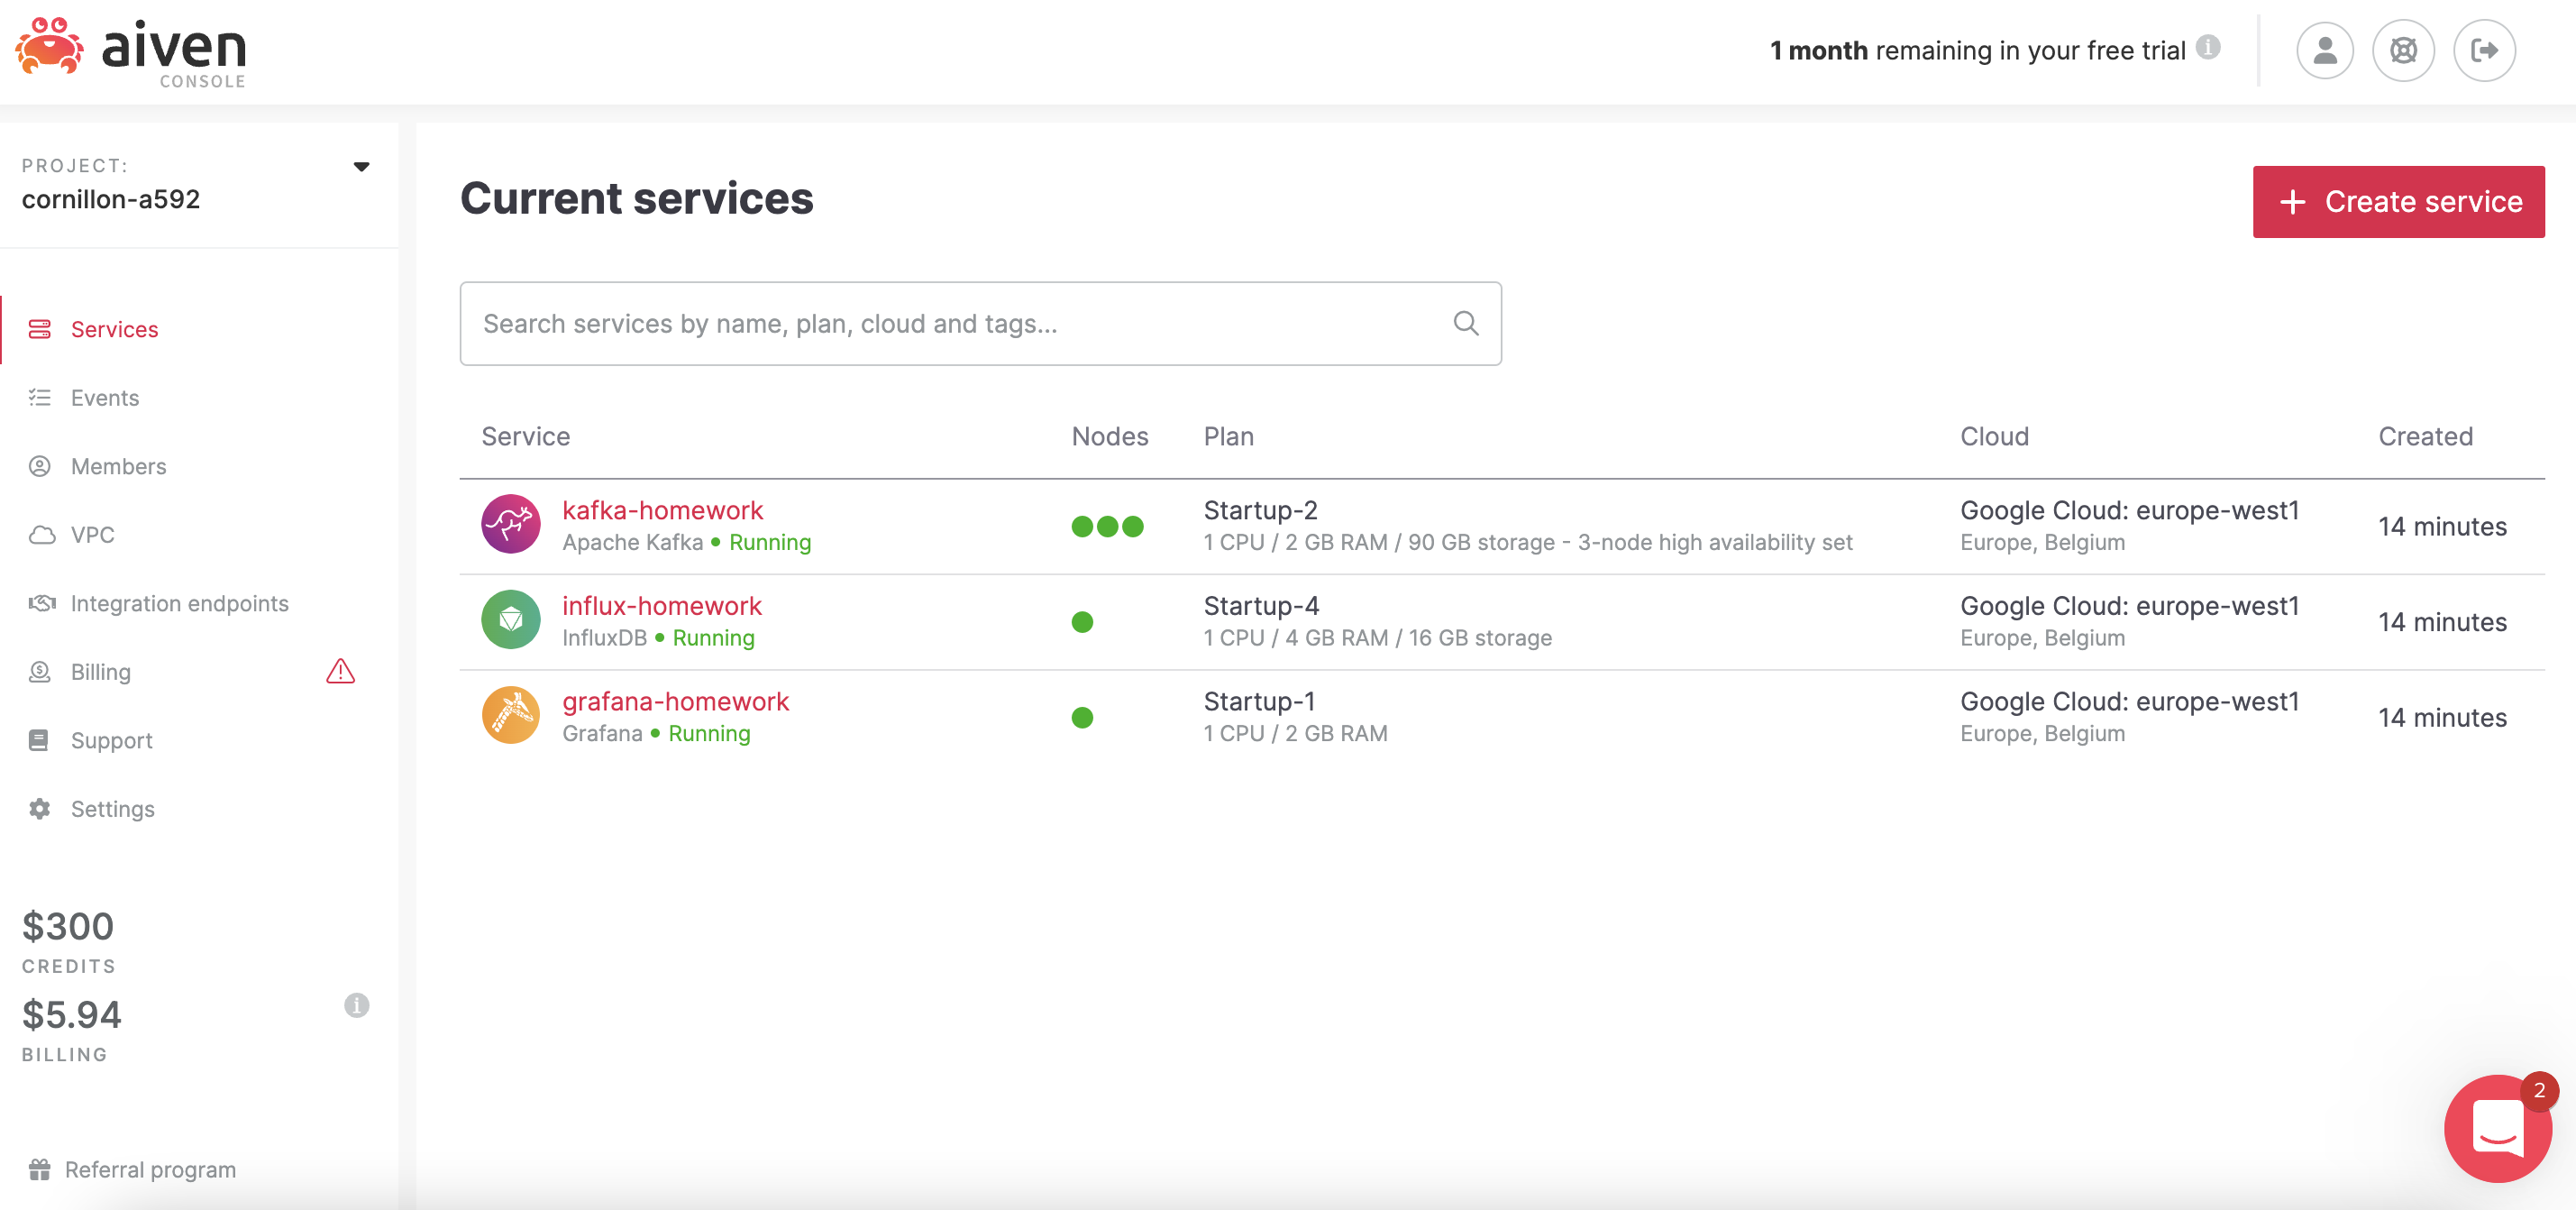 aiven
CONSOLE
1 month remaining in your free trial
PROJECT:
cornillon-a592
Services
Events
Members
VPC
Integration endpoints
Billing
Support
Settings
$300
CREDITS
$5.94
BILLING
Referral program
Current services
+ Create service
Search services by name, plan, cloud and tags...
Service Nodes Plan Cloud Created
kafka-homework Startup-2 Google Cloud: europe-west1 14 minutes
Apache Kafka • Running 1 CPU / 2 GB RAM / 90 GB storage - 3-node high availability set Europe, Belgium
influx-homework Startup-4 Google Cloud: europe-west1 14 minutes
InfluxDB • Running 1 CPU / 4 GB RAM / 16 GB storage Europe, Belgium
grafana-homework Startup-1 Google Cloud: europe-west1 14 minutes
Grafana • Running 1 CPU / 2 GB RAM Europe, Belgium
2